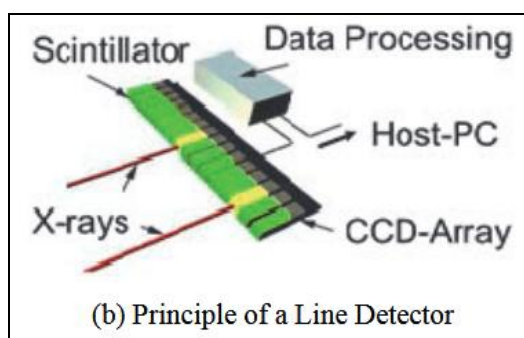 Scintillator
Data Processing
Host-PC
X-rays
CCD-Array
(b) Principle of a Line Detector